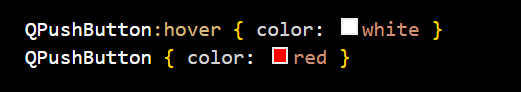 QPushButton:hover { color: white }
QPushButton { color: red }